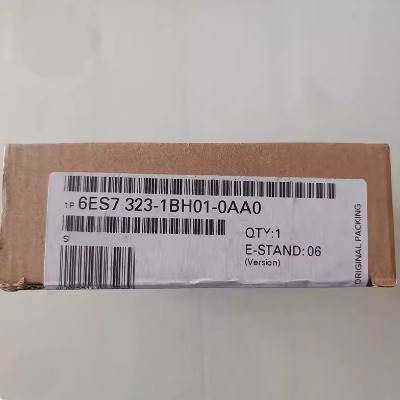 1P 6ES7 323-1BH01-0AA0
S
QTY:1
E-STAND: 06
(Version)
ORIGINAL PACKING